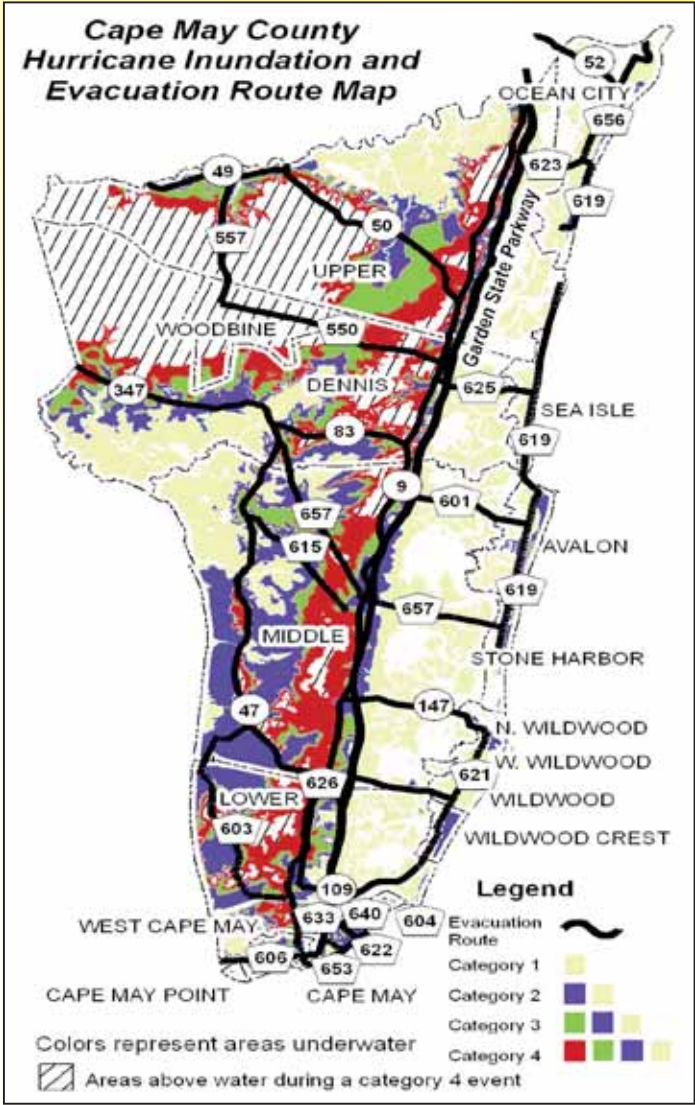 Cape May County
Hurricane Inundation and
Evacuation Route Map
52
OCEAN CITY
656
623
619
49
557
50
UPPER
Garden State Parkway
WOODBINE
550
DENNIS
347
625
SEA ISLE
619
83
9
601
657
615
AVALON
619
657
MIDDLE
STONE HARBOR
147
47
N. WILDWOOD
W. WILDWOOD
621
626
WILDWOOD
LOWER
603
WILDWOOD CREST
109
633
640
604
WEST CAPE MAY
622
606
653
CAPE MAY POINT
CAPE MAY
Legend
Evacuation
Route
Category 1
Category 2
Category 3
Category 4
Colors represent areas underwater
Areas above water during a category 4 event